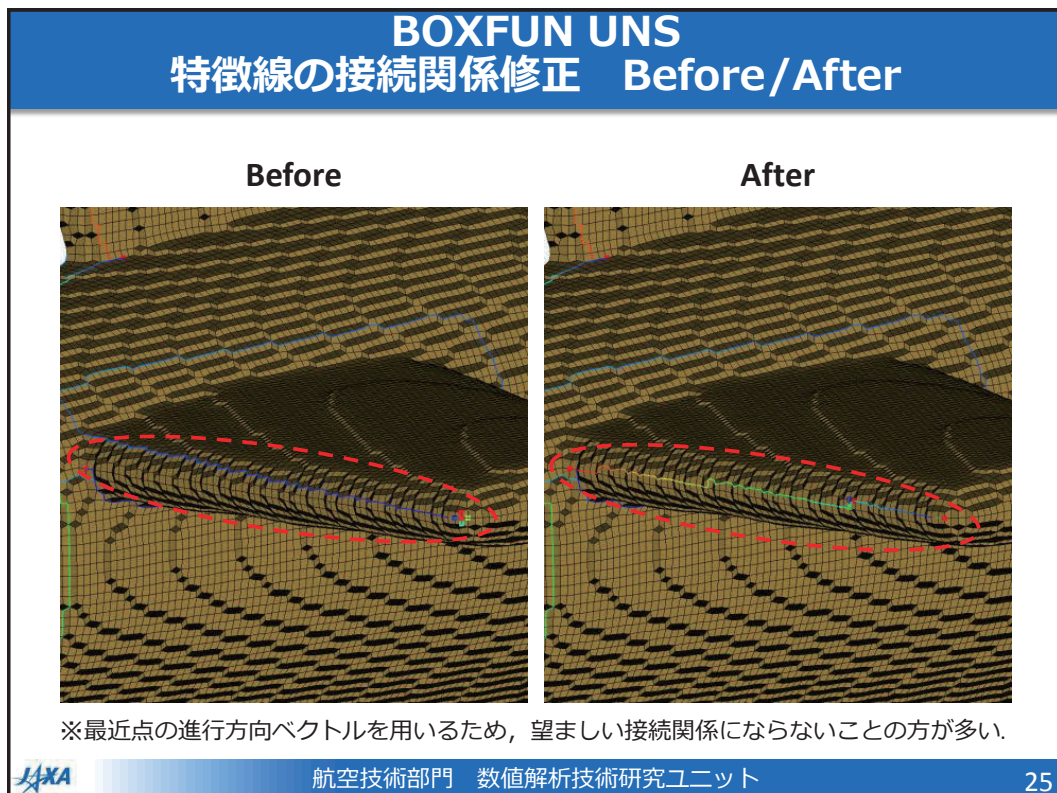 BOXFUN UNS
特徴線の接続関係修正　Before/After
Before
After
※最近点の進行方向ベクトルを用いるため，望ましい接続関係にならないことの方が多い.
JAXA
航空技術部門　数値解析技術研究ユニット
25